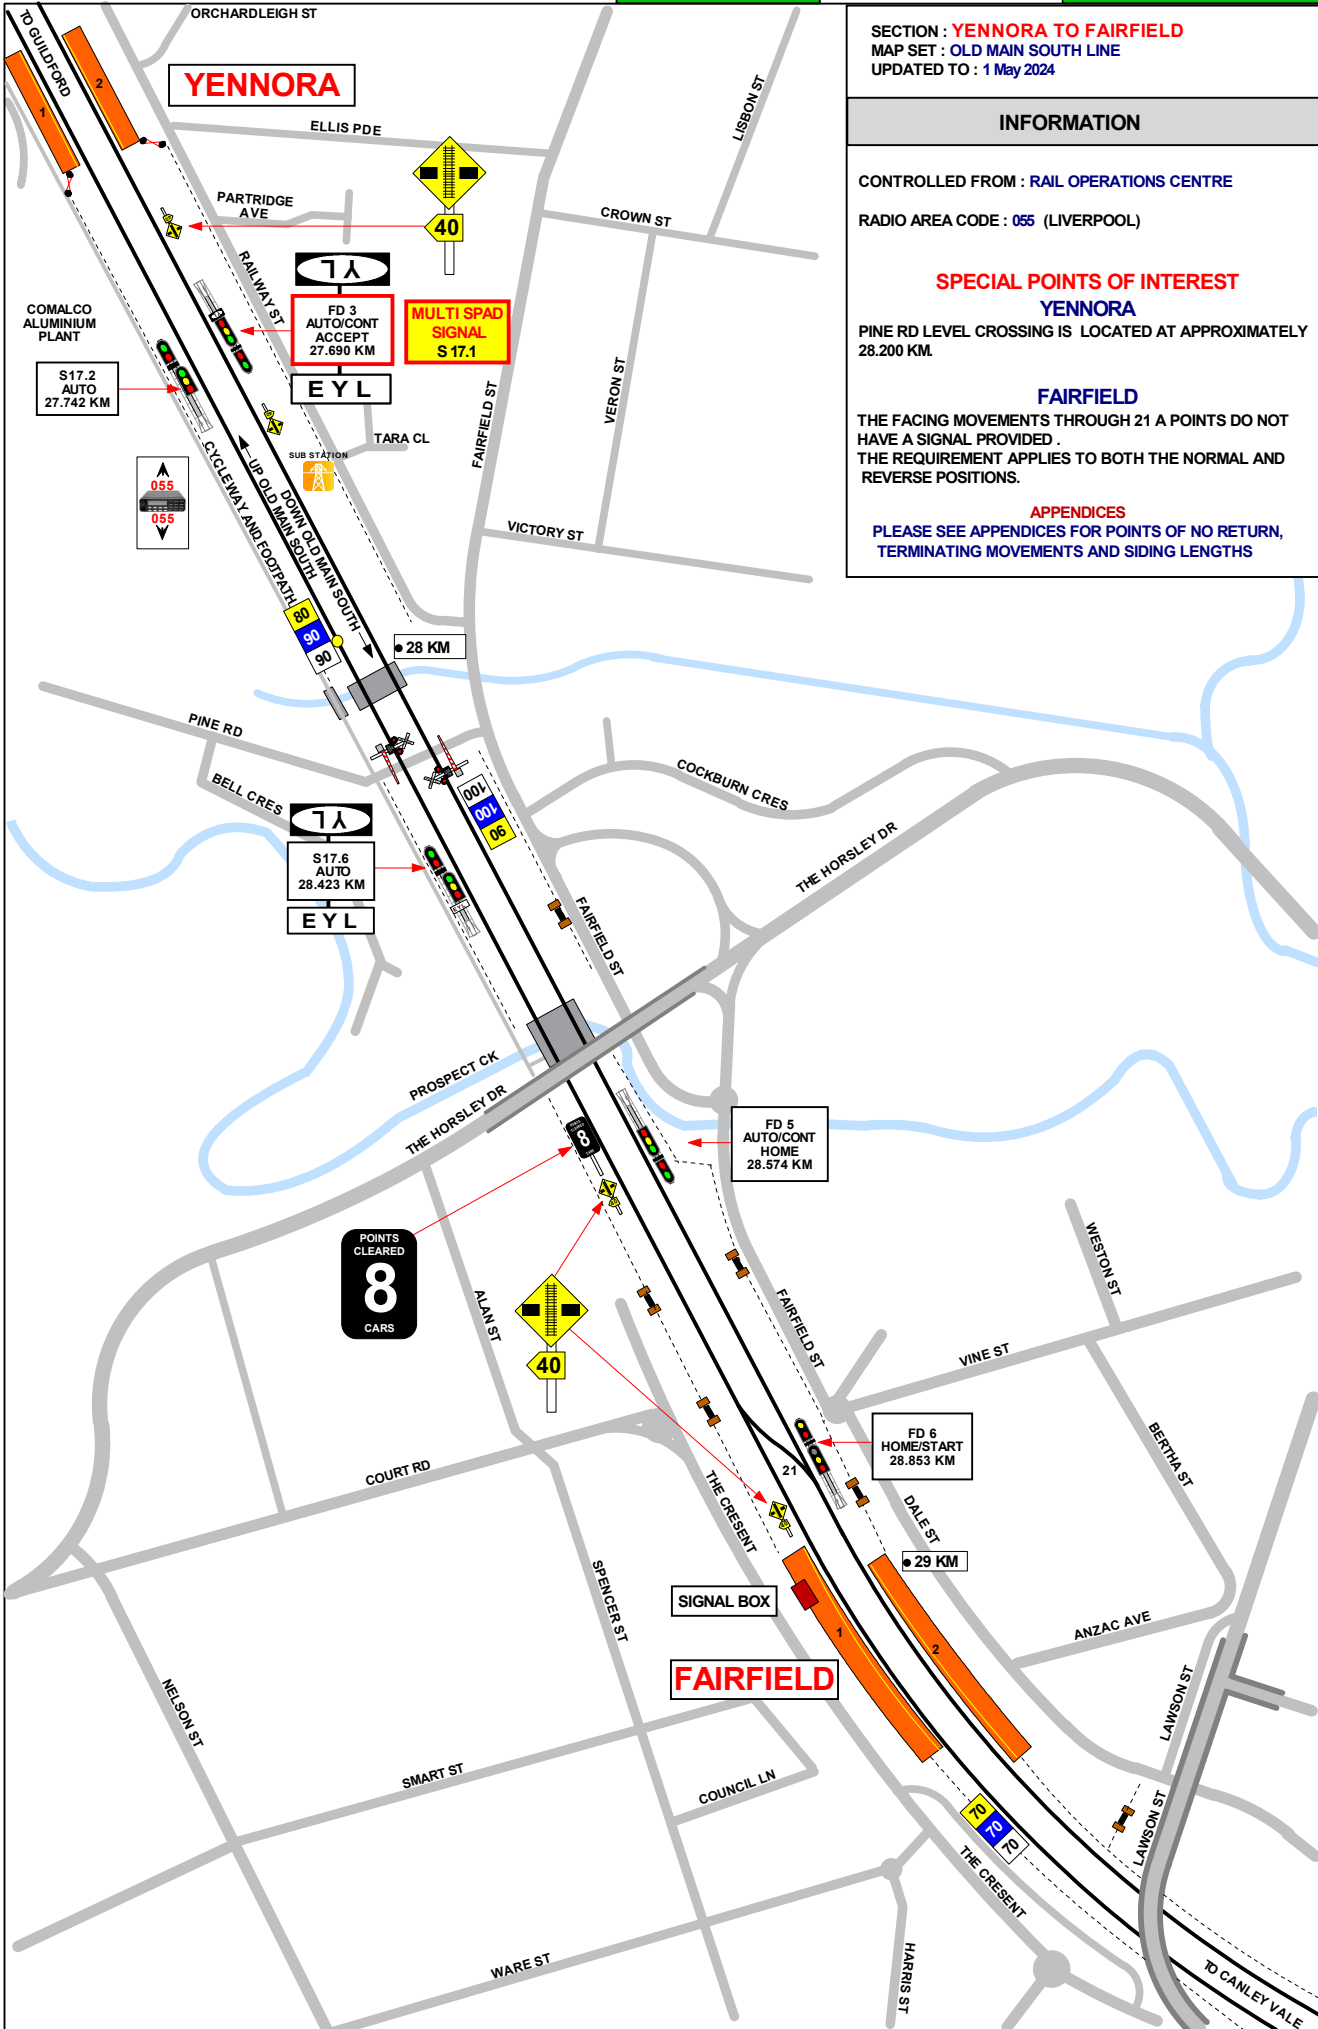 ORCHARDLEIGH ST
TO GUILDFORD
YENNORA
1
2
ELLIS PDE
LISBON ST
PARTRIDGE
AVE
40
CROWN ST
RAILWAY ST
YL
FD 3
AUTO/CONT
ACCEPT
27.690 KM
EYL
MULTI SPAD
SIGNAL
S 17.1
COMALCO
ALUMINIUM
PLANT
S17.2
AUTO
27.742 KM
FAIRFIELD ST
VERON ST
TARA CL
SUB STATION
055
055
CYCLEWAY AND FOOTPATH
UP OLD MAIN SOUTH
DOWN OLD MAIN SOUTH
VICTORY ST
80
90
90
28 KM
PINE RD
BELL CRES
100
100
90
COCKBURN CRES
THE HORSLEY DR
YL
S17.6
AUTO
28.423 KM
EYL
FAIRFIELD ST
PROSPECT CK
THE HORSLEY DR
POINTS
CLEARED
8
CARS
FD 5
AUTO/CONT
HOME
28.574 KM
POINTS
CLEARED
8
CARS
ALAN ST
40
WESTON ST
FAIRFIELD ST
VINE ST
BERTHA ST
FD 6
HOME/START
28.853 KM
COURT RD
21
THE CRESENT
DALE ST
29 KM
SPENCER ST
SIGNAL BOX
1
2
ANZAC AVE
FAIRFIELD
NELSON ST
LAWSON ST
SMART ST
COUNCIL LN
70
70
70
LAWSON ST
THE CRESENT
WARE ST
HARRIS ST
TO CANLEY VALE
SECTION : YENNORA TO FAIRFIELD
MAP SET : OLD MAIN SOUTH LINE
UPDATED TO : 1 May 2024
INFORMATION
CONTROLLED FROM : RAIL OPERATIONS CENTRE
RADIO AREA CODE : 055 (LIVERPOOL)
SPECIAL POINTS OF INTEREST
YENNORA
PINE RD LEVEL CROSSING IS LOCATED AT APPROXIMATELY
28.200 KM.
FAIRFIELD
THE FACING MOVEMENTS THROUGH 21 A POINTS DO NOT
HAVE A SIGNAL PROVIDED .
THE REQUIREMENT APPLIES TO BOTH THE NORMAL AND
REVERSE POSITIONS.
APPENDICES
PLEASE SEE APPENDICES FOR POINTS OF NO RETURN,
TERMINATING MOVEMENTS AND SIDING LENGTHS